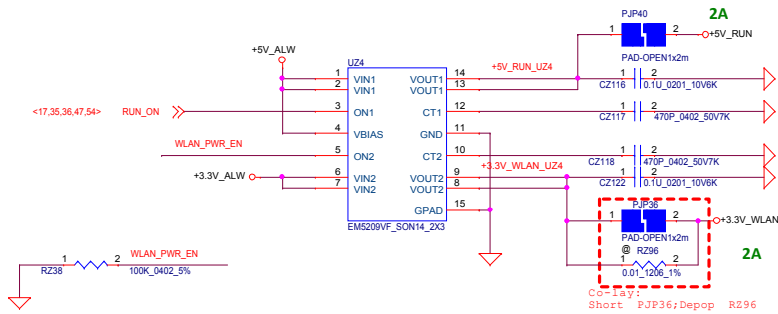 PJP40
2A
1 2
+5V_RUN
PAD-OPEN1x2m
+5V_ALW
UZ4
1 VIN1 VOUT1 14 +5V_RUN_UZ4
2 VIN1 VOUT1 13
CZ116 1 2 0.1U_0201_10V6K
<17,35,36,47,54> RUN_ON 3 ON1 CT1 12
CZ117 1 2 470P_0402_50V7K
4 VBIAS GND 11
WLAN_PWR_EN 5 ON2 CT2 10
CZ118 1 2 470P_0402_50V7K
+3.3V_ALW 6 VIN2 VOUT2 9 +3.3V_WLAN_UZ4
7 VIN2 VOUT2 8
CZ122 1 2 0.1U_0201_10V6K
GPAD 15
EM5209VF_SON14_2X3
PJP36
1 2
+3.3V_WLAN
PAD-OPEN1x2m
2A
@ RZ96
1 2
0.01_1206_1%
WLAN_PWR_EN
RZ38 1 2 100K_0402_5%
Co-lay:
Short PJP36;Depop RZ96